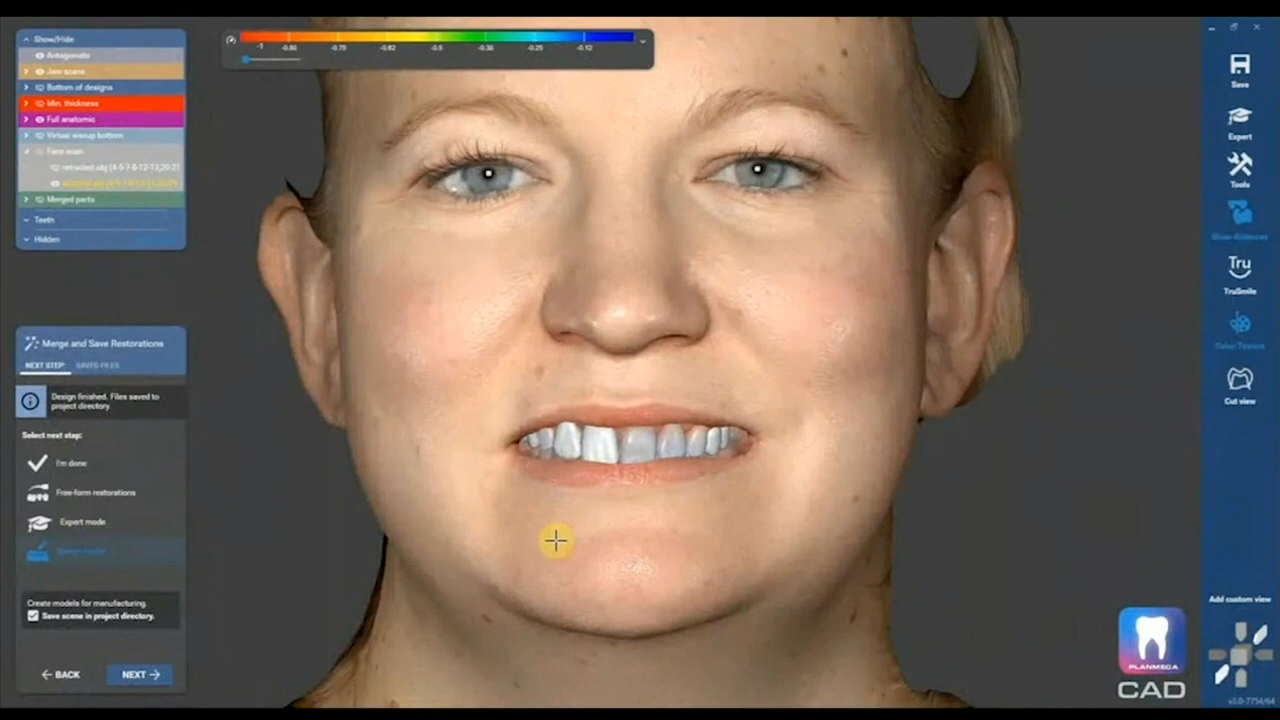 Show/Hide
Antagonists
Jaw scans
Bottom of designs
Min. thickness
Full anatomic
Virtual waxup bottom
Face scan
Merged parts
Teeth
Hidden
-1 -0.88 -0.75 -0.62 -0.5 -0.38 -0.25 -0.12
Merge and Save Restorations
NEXT STEP SAVED FILES
Design finished. Files saved to
project directory.
Select next step:
I'm done
Free-form restorations
Expert mode
Create models for manufacturing.
Save scene in project directory.
BACK NEXT
Save
Expert
Tools
Show distances
Tru
TruSmile
Color/Texture
Cut view
Add custom view
PLANMECA
CAD